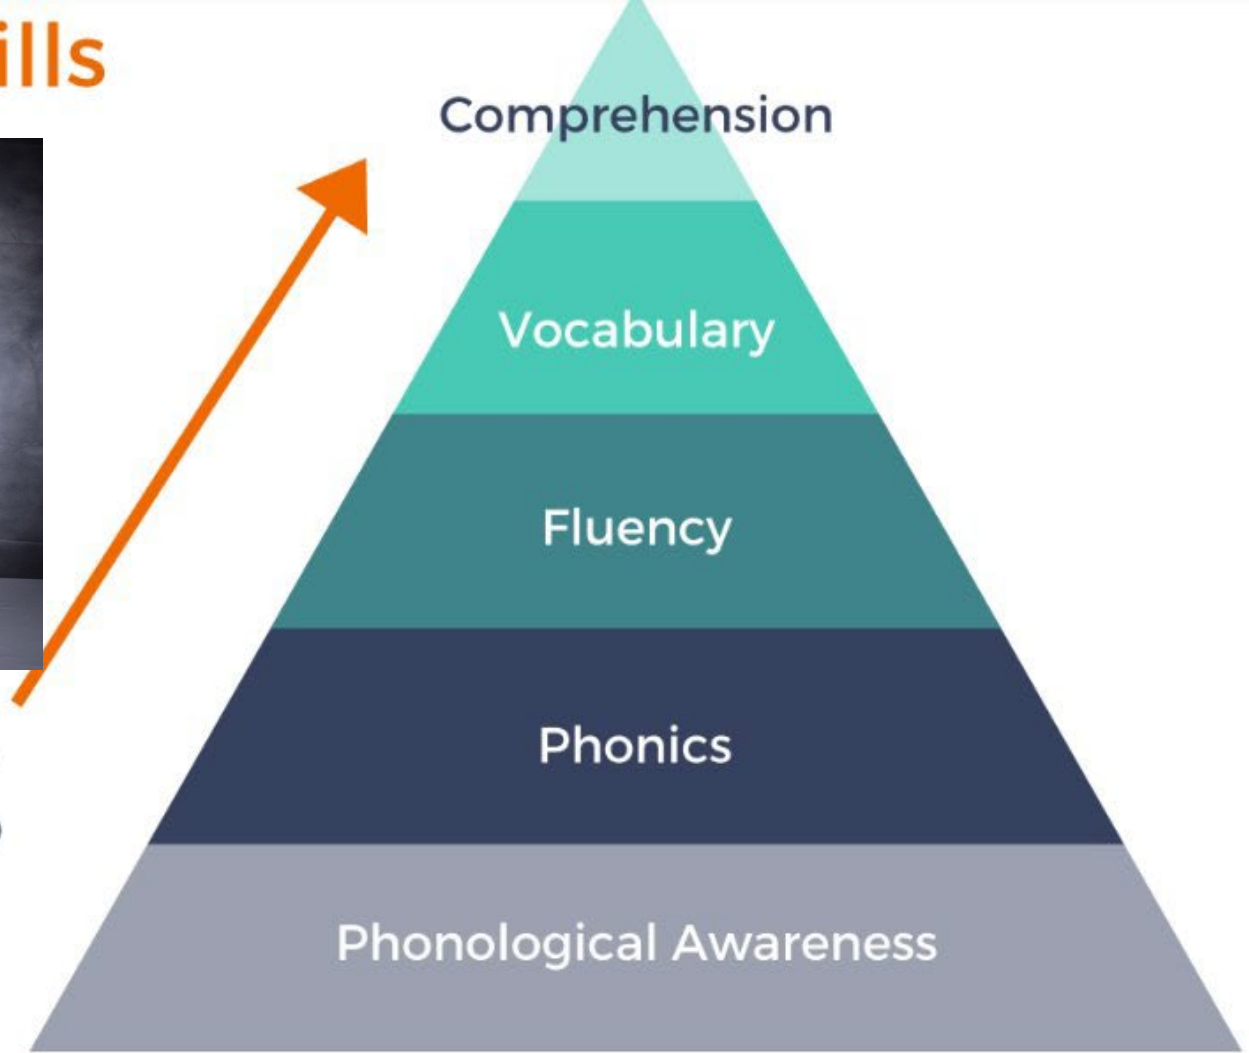 ills
Comprehension
Vocabulary
Fluency
Phonics
Phonological Awareness